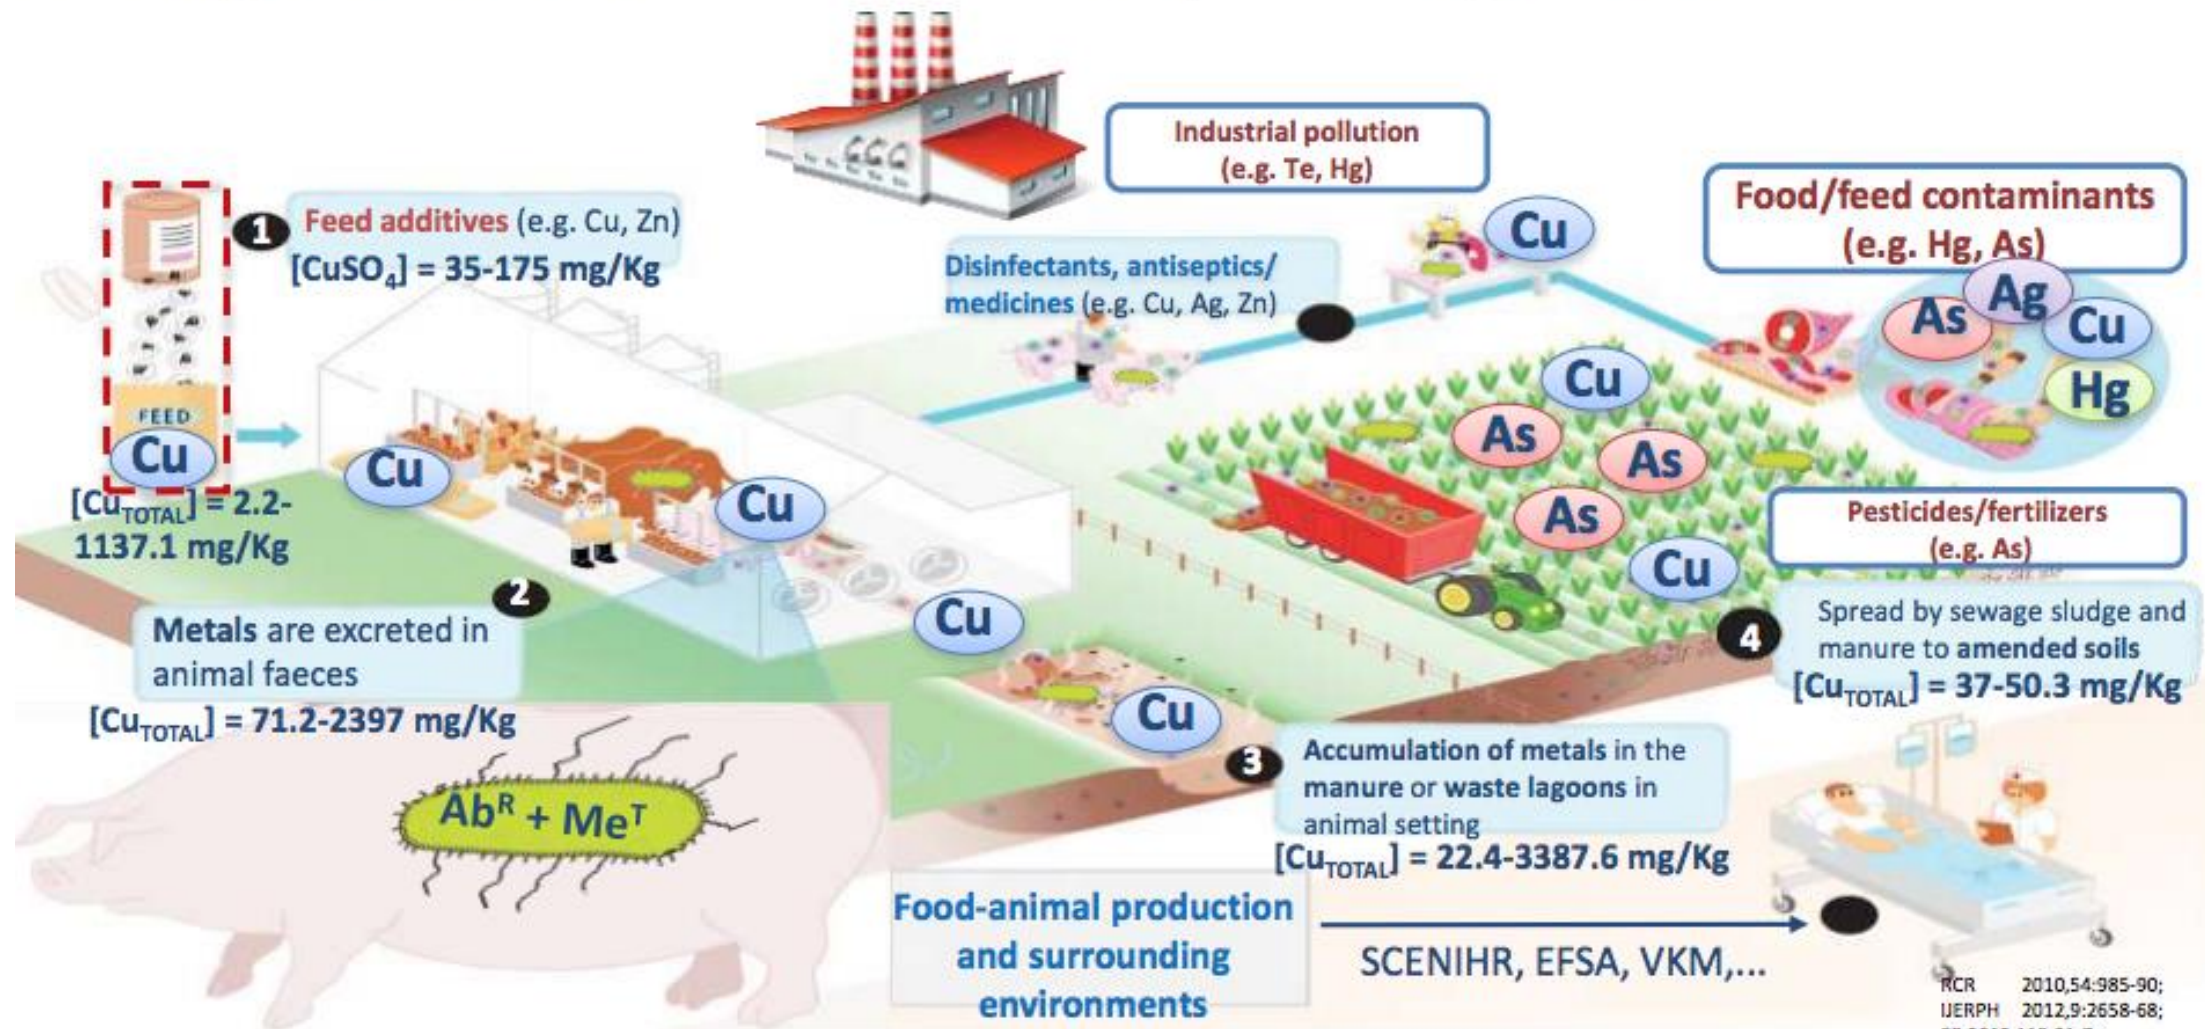 Industrial pollution
(e.g. Te, Hg)
1
Feed additives (e.g. Cu, Zn)
[CuSO4] = 35-175 mg/Kg
Food/feed contaminants
(e.g. Hg, As)
Disinfectants, antiseptics/
medicines (e.g. Cu, Ag, Zn)
Cu
As
Ag
Cu
Hg
FEED
Cu
[CuTOTAL] = 2.2-
1137.1 mg/Kg
Cu
Cu
Cu
Cu
As
As
As
Cu
Pesticides/fertilizers
(e.g. As)
2
Metals are excreted in
animal faeces
[CuTOTAL] = 71.2-2397 mg/Kg
4
Spread by sewage sludge and
manure to amended soils
[CuTOTAL] = 37-50.3 mg/Kg
Cu
3
Accumulation of metals in the
manure or waste lagoons in
animal setting
[CuTOTAL] = 22.4-3387.6 mg/Kg
AbR + MeT
Food-animal production
and surrounding
environments
SCENIHR, EFSA, VKM,...
RCR 2010,54:985-90;
IJERPH 2012,9:2658-68;